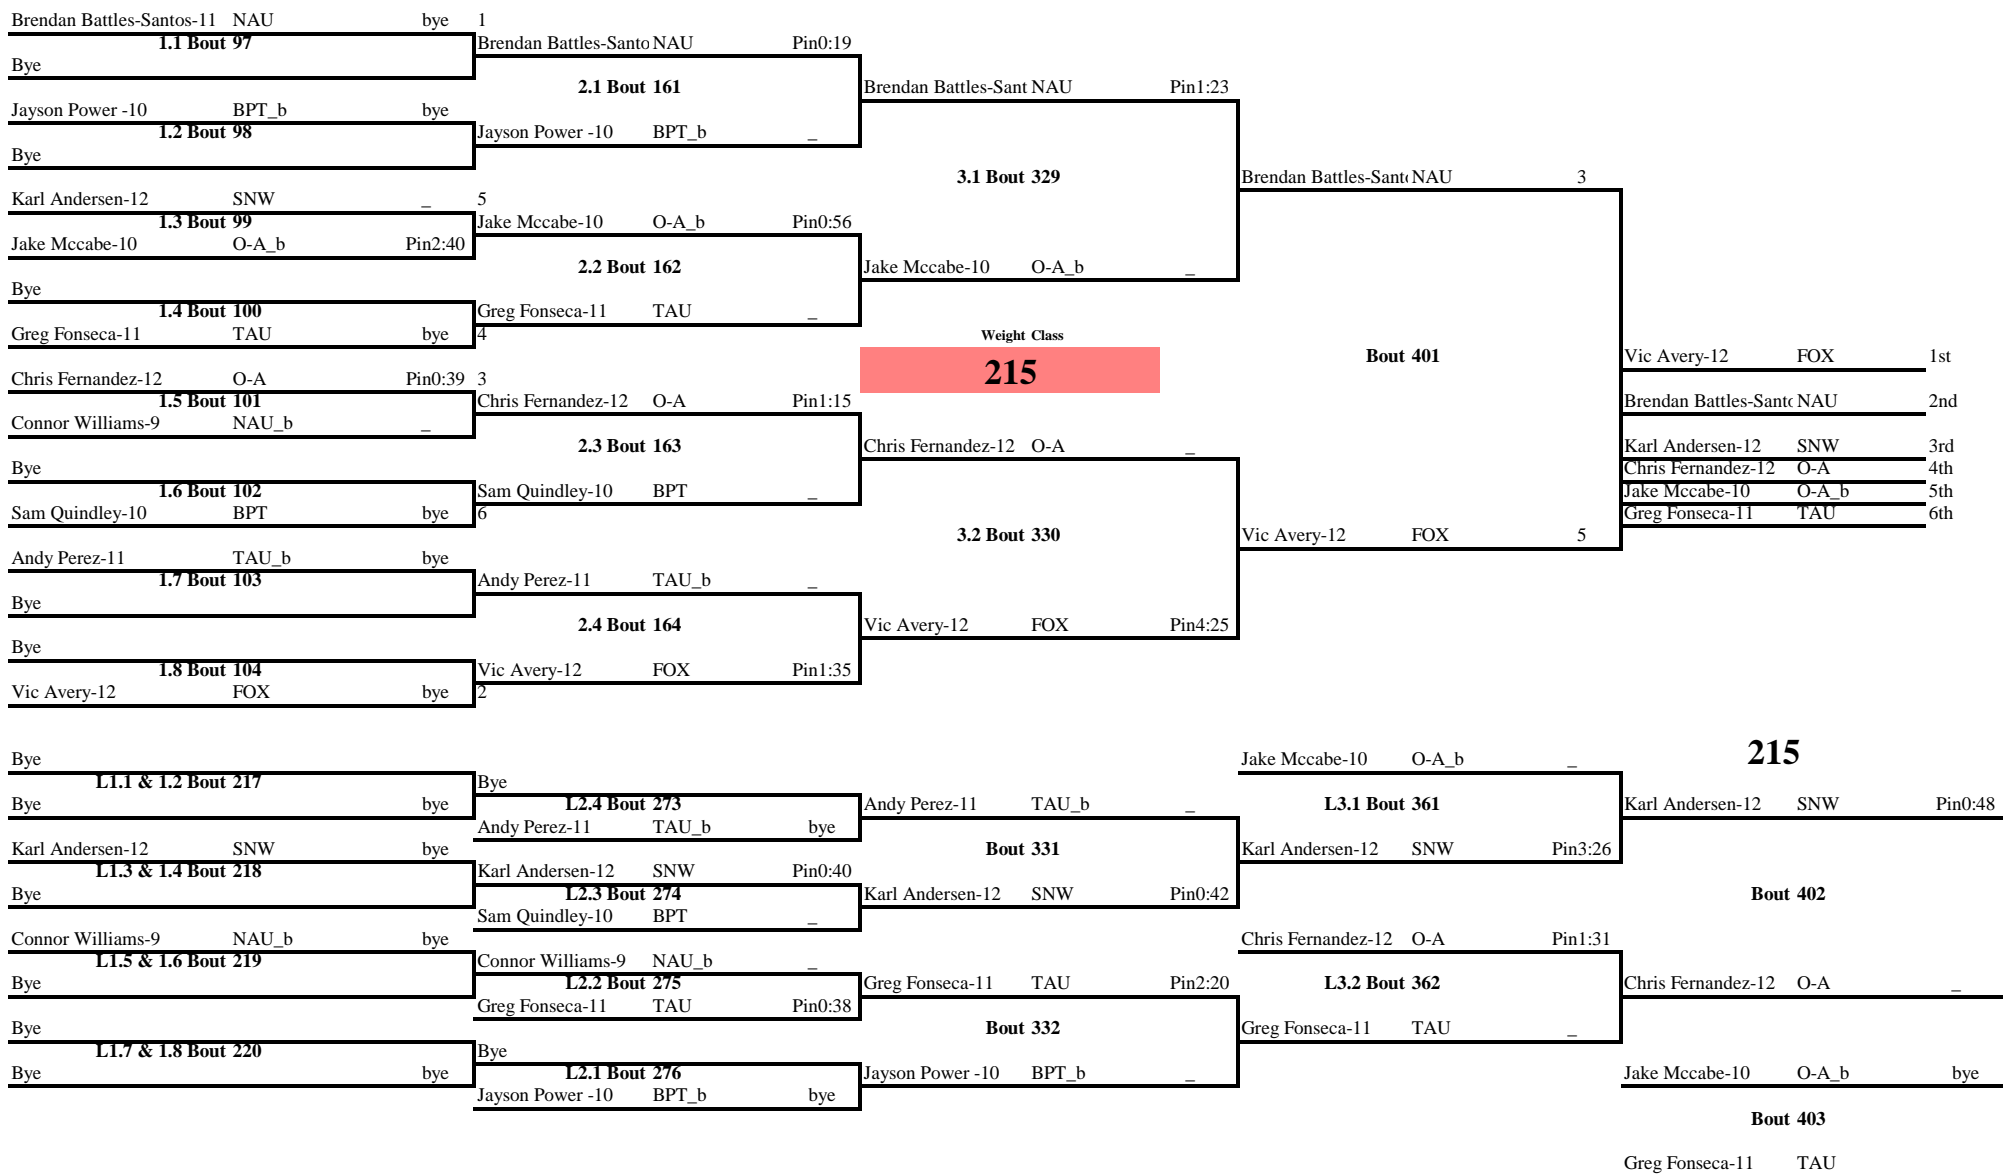 Brendan Battles-Santos-11 NAU bye 1
1.1 Bout 97
Brendan Battles-Santo NAU Pin0:19
Bye
2.1 Bout 161
Brendan Battles-Sant NAU Pin1:23
Jayson Power -10 BPT_b bye
1.2 Bout 98
Jayson Power -10 BPT_b _
Bye
3.1 Bout 329
Brendan Battles-Sant NAU 3
Karl Andersen-12 SNW _ 5
1.3 Bout 99
Jake Mccabe-10 O-A_b Pin0:56
Jake Mccabe-10 O-A_b Pin2:40
2.2 Bout 162
Jake Mccabe-10 O-A_b _
Bye
1.4 Bout 100
Greg Fonseca-11 TAU _
Greg Fonseca-11 TAU bye 4
Weight Class
215
Bout 401
Vic Avery-12 FOX 1st
Chris Fernandez-12 O-A Pin0:39 3
1.5 Bout 101
Chris Fernandez-12 O-A Pin1:15
Brendan Battles-Santo NAU 2nd
Connor Williams-9 NAU_b _
2.3 Bout 163
Chris Fernandez-12 O-A _
Karl Andersen-12 SNW 3rd
Bye
Chris Fernandez-12 O-A 4th
1.6 Bout 102
Sam Quindley-10 BPT _
Jake Mccabe-10 O-A_b 5th
Sam Quindley-10 BPT bye 6
Greg Fonseca-11 TAU 6th
3.2 Bout 330
Vic Avery-12 FOX 5
Andy Perez-11 TAU_b bye
1.7 Bout 103
Andy Perez-11 TAU_b _
Bye
2.4 Bout 164
Vic Avery-12 FOX Pin4:25
Bye
1.8 Bout 104
Vic Avery-12 FOX Pin1:35
Vic Avery-12 FOX bye 2
Bye
Jake Mccabe-10 O-A_b _
215
L1.1 & 1.2 Bout 217
Bye
Bye bye
L2.4 Bout 273
Andy Perez-11 TAU_b _
L3.1 Bout 361
Karl Andersen-12 SNW Pin0:48
Andy Perez-11 TAU_b bye
Karl Andersen-12 SNW bye
Bout 331
Karl Andersen-12 SNW Pin3:26
L1.3 & 1.4 Bout 218
Karl Andersen-12 SNW Pin0:40
Bye
L2.3 Bout 274
Karl Andersen-12 SNW Pin0:42
Bout 402
Sam Quindley-10 BPT _
Connor Williams-9 NAU_b bye
Chris Fernandez-12 O-A Pin1:31
L1.5 & 1.6 Bout 219
Connor Williams-9 NAU_b _
Bye
L2.2 Bout 275
Greg Fonseca-11 TAU Pin2:20
L3.2 Bout 362
Chris Fernandez-12 O-A _
Greg Fonseca-11 TAU Pin0:38
Bye
Bout 332
Greg Fonseca-11 TAU _
L1.7 & 1.8 Bout 220
Bye
Bye bye
L2.1 Bout 276
Jayson Power -10 BPT_b _
Jake Mccabe-10 O-A_b bye
Jayson Power -10 BPT_b bye
Bout 403
Greg Fonseca-11 TAU